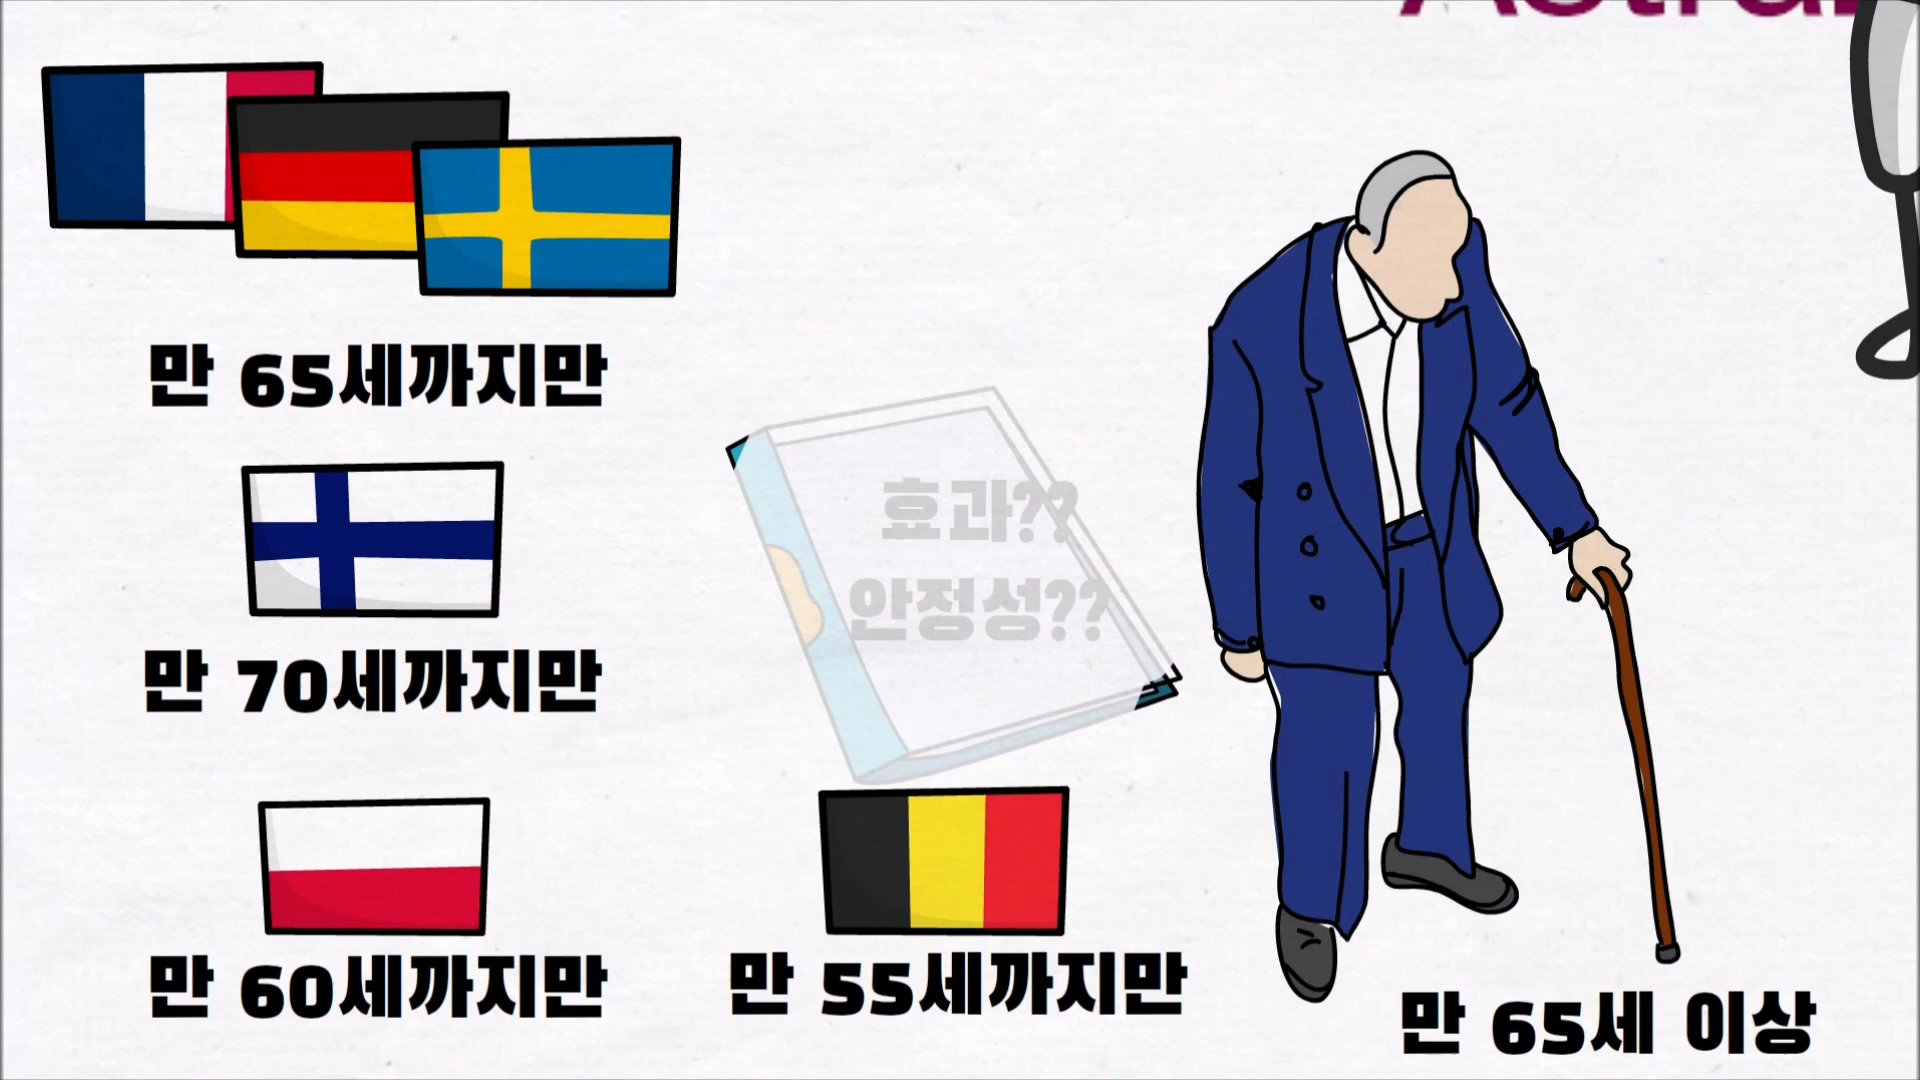 만 65세까지만
효과??
안정성??
만 70세까지만
만 60세까지만
만 55세까지만
만 65세 이상